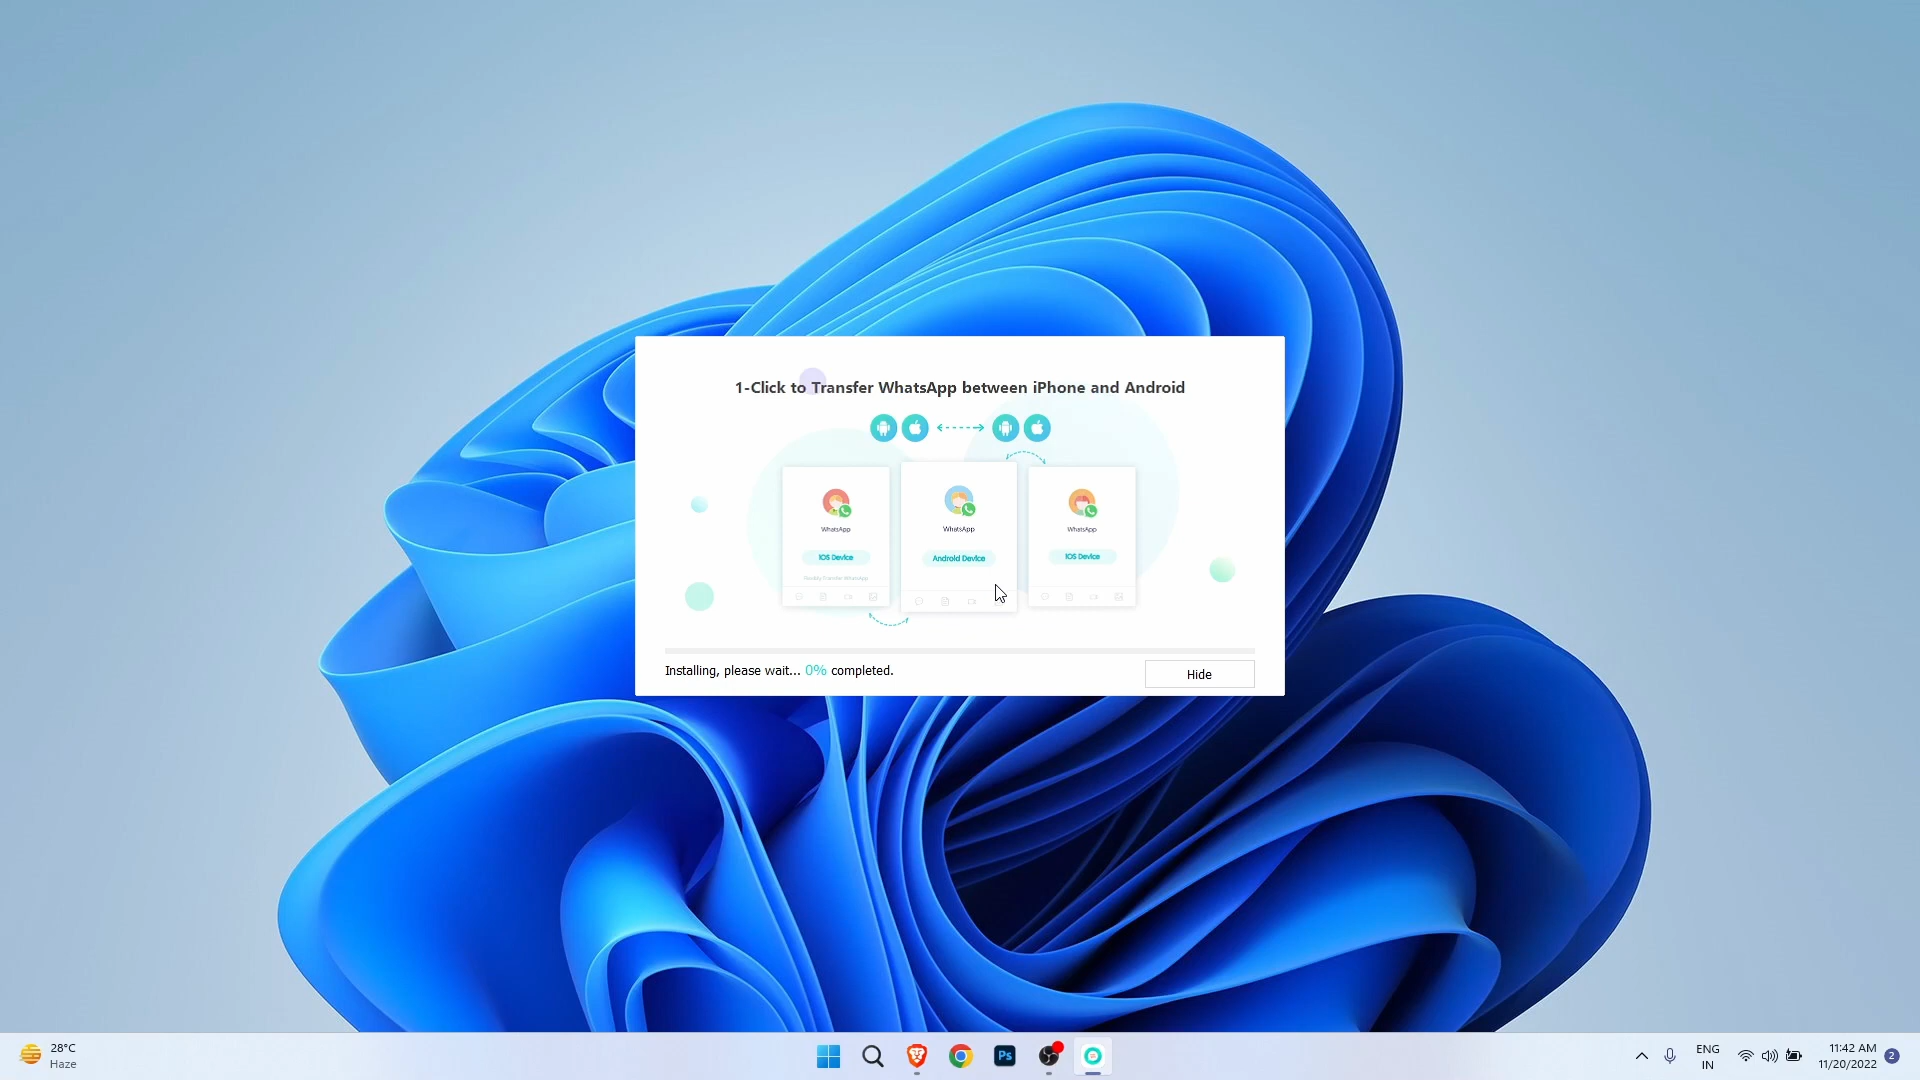 1-Click to Transfer WhatsApp between iPhone and Android
WhatsApp
iOS Device
WhatsApp
Android Device
WhatsApp
iOS Device
Installing, please wait... 0% completed.
Hide
28°C
Haze
Ps
ENG
IN
11:42 AM
11/20/2022
2